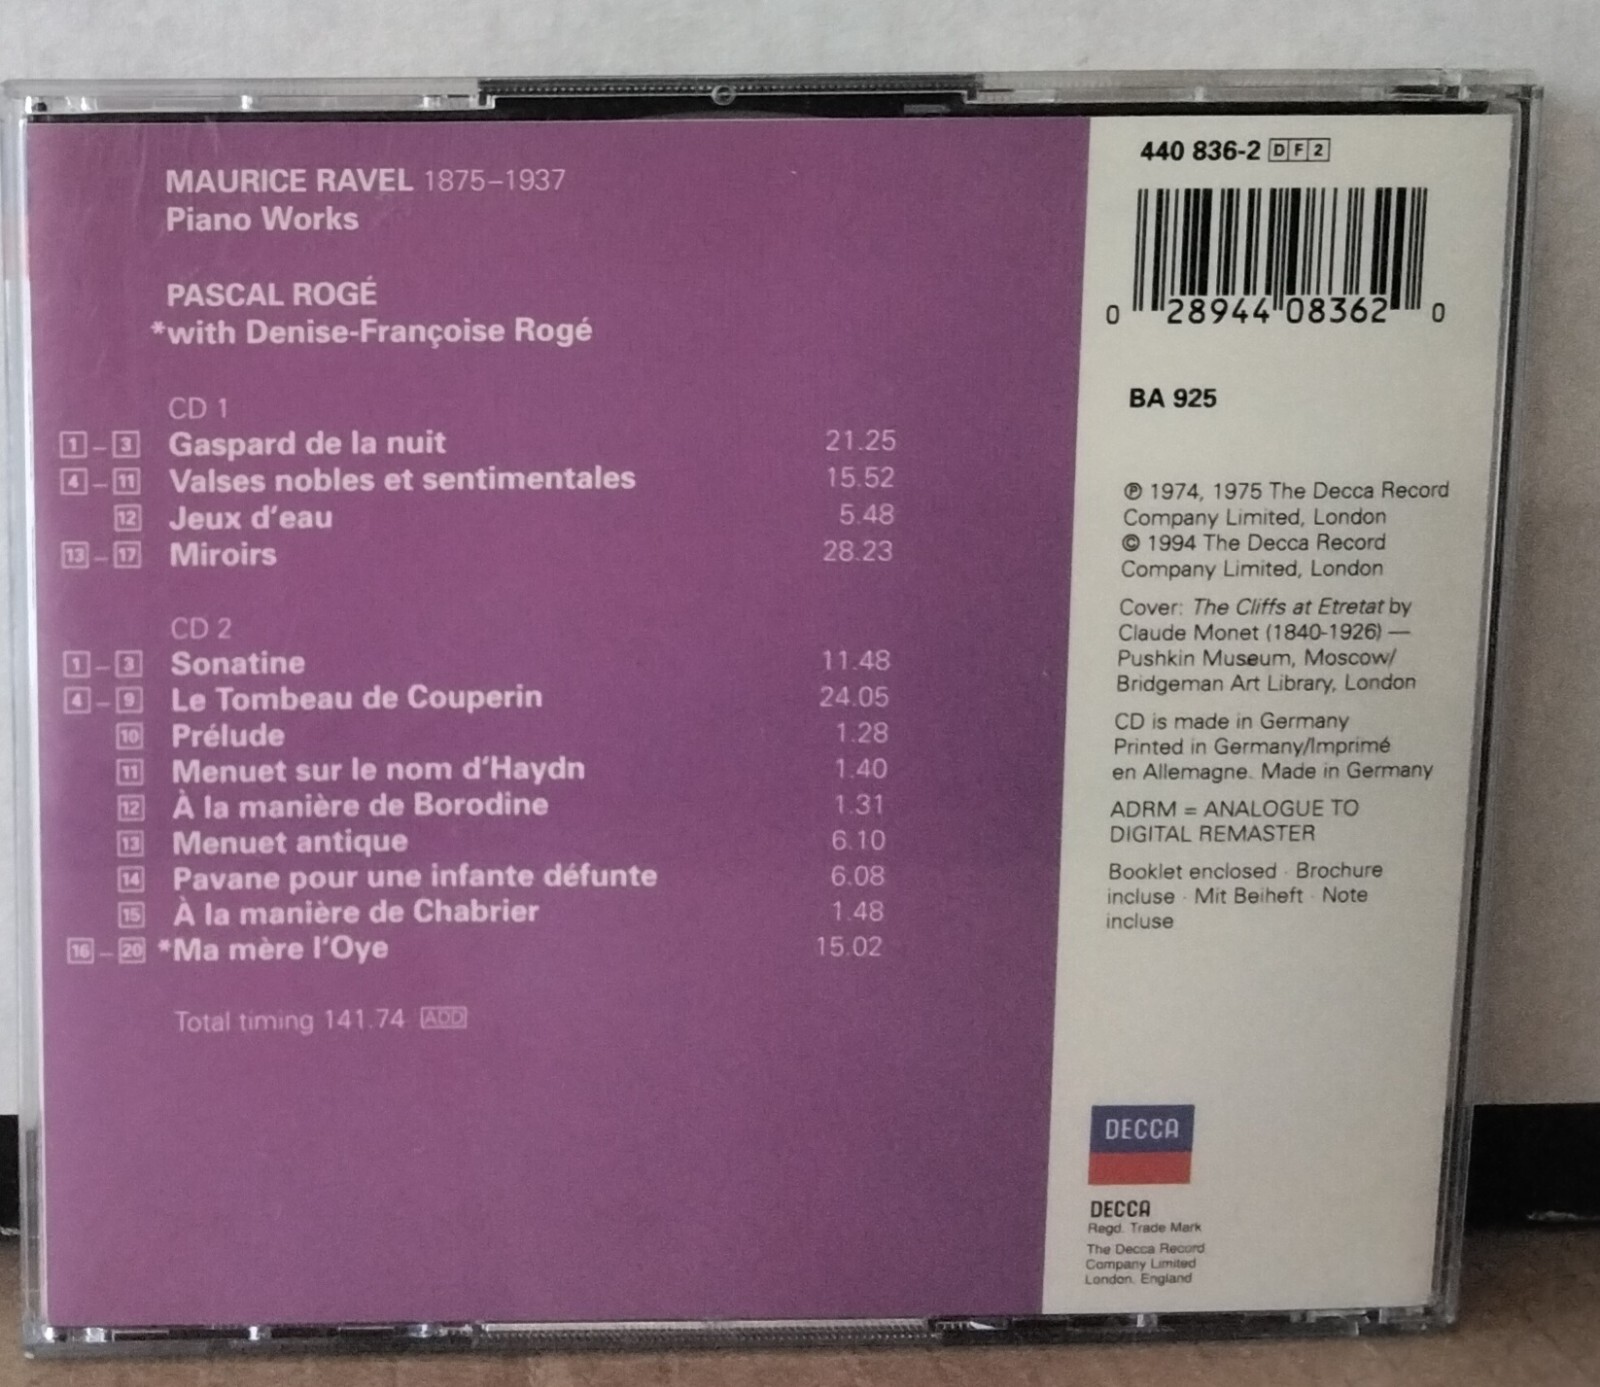 MAURICE RAVEL 1875–1937
Piano Works
PASCAL ROGÉ
*with Denise-Françoise Rogé
CD 1
1 – 3 Gaspard de la nuit 21.25
4 – 11 Valses nobles et sentimentales 15.52
12 Jeux d'eau 5.48
13 – 17 Miroirs 28.23
CD 2
1 – 3 Sonatine 11.48
4 – 9 Le Tombeau de Couperin 24.05
10 Prélude 1.28
11 Menuet sur le nom d'Haydn 1.40
12 À la manière de Borodine 1.31
13 Menuet antique 6.10
14 Pavane pour une infante défunte 6.08
15 À la manière de Chabrier 1.48
16 – 20 *Ma mère l'Oye 15.02
Total timing 141.74 ADD
440 836-2 DF2
0 28944 08362 0
BA 925
℗ 1974, 1975 The Decca Record
Company Limited, London
© 1994 The Decca Record
Company Limited, London
Cover: The Cliffs at Etretat by
Claude Monet (1840-1926) —
Pushkin Museum, Moscow/
Bridgeman Art Library, London
CD is made in Germany
Printed in Germany/Imprimé
en Allemagne. Made in Germany
ADRM = ANALOGUE TO
DIGITAL REMASTER
Booklet enclosed · Brochure
incluse · Mit Beiheft · Note
incluse
DECCA
DECCA
Regd. Trade Mark
The Decca Record
Company Limited
London, England